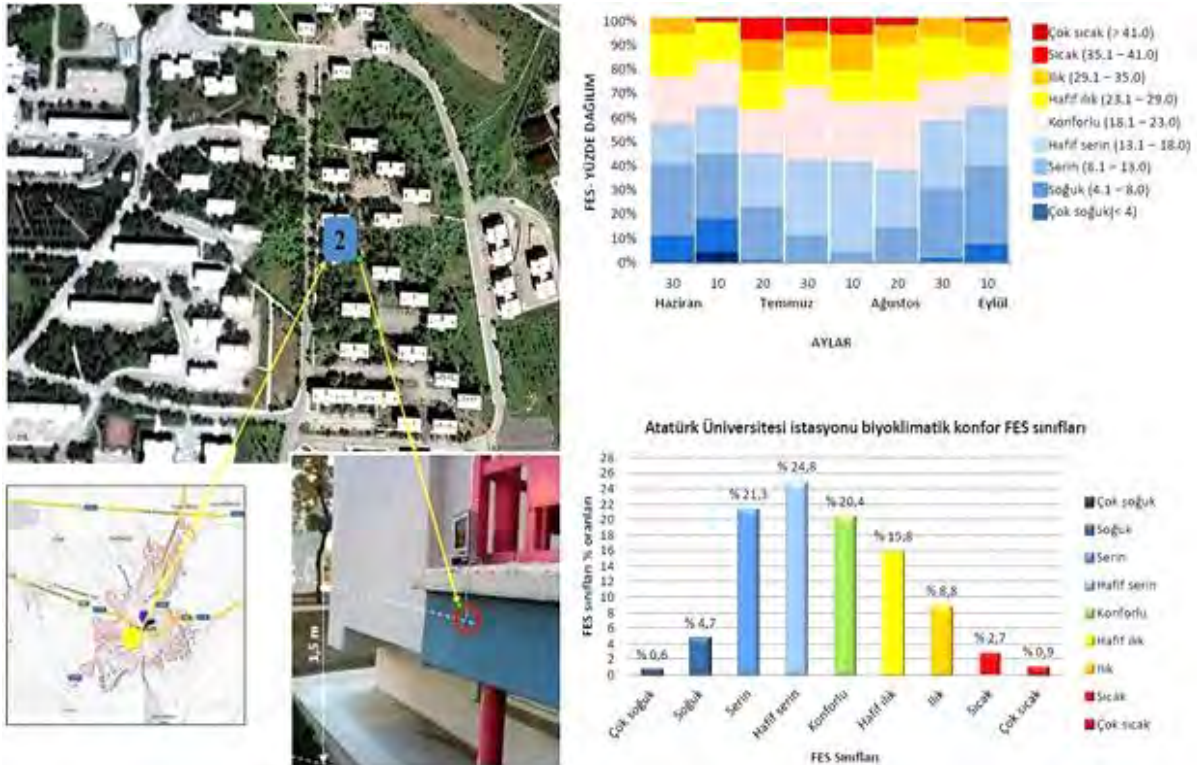 2
1,5 m
FES- YÜZDE DAĞILIM
100%
90%
80%
70%
60%
50%
40%
30%
20%
10%
0%
30 10 20 30 10 20 30 10
Haziran Temmuz Ağustos Eylül
AYLAR
Çok sıcak (> 41.0)
Sıcak (35.1 – 41.0)
Ilık (29.1 – 35.0)
Hafif ılık (23.1 – 29.0)
Konforlu (18.1 – 23.0)
Hafif serin (13.1 – 18.0)
Serin (8.1 – 13.0)
Soğuk (4.1 – 8.0)
Çok soğuk(< 4)
Atatürk Üniversitesi istasyonu biyoklimatik konfor FES sınıfları
FES sınıfları % oranları
28
26
24
22
20
18
16
14
12
10
8
6
4
2
0
% 0,6
% 4,7
% 21,3
% 24,8
% 20,4
% 15,8
% 8,8
% 2,7
% 0,9
Çok soğuk
Soğuk
Serin
Hafif serin
Konforlu
Hafif ılık
Ilık
Sıcak
Çok sıcak
FES Sınıfları
Çok soğuk
Soğuk
Serin
Hafif serin
Konforlu
Hafif ılık
Ilık
Sıcak
Çok sıcak